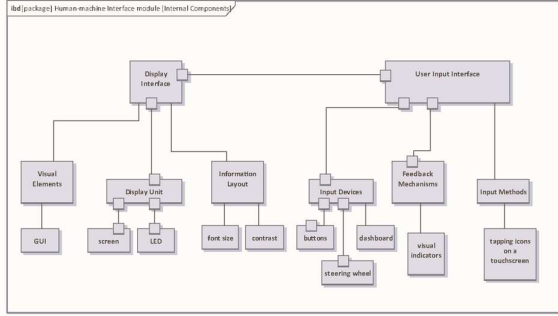 ibd [package] Human-machine Interface module [Internal Components]
Display
Interface
User Input Interface
Visual
Elements
Display Unit
Information
Layout
Input Devices
Feedback
Mechanisms
Input Methods
GUI
screen
LED
font size
contrast
buttons
steering wheel
dashboard
visual
indicators
tapping icons
on a
touchscreen